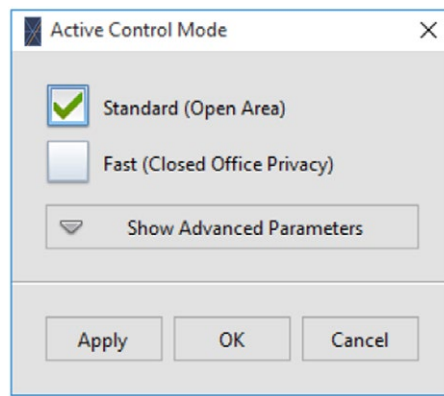 Active Control Mode
Standard (Open Area)
Fast (Closed Office Privacy)
Show Advanced Parameters
Apply OK Cancel